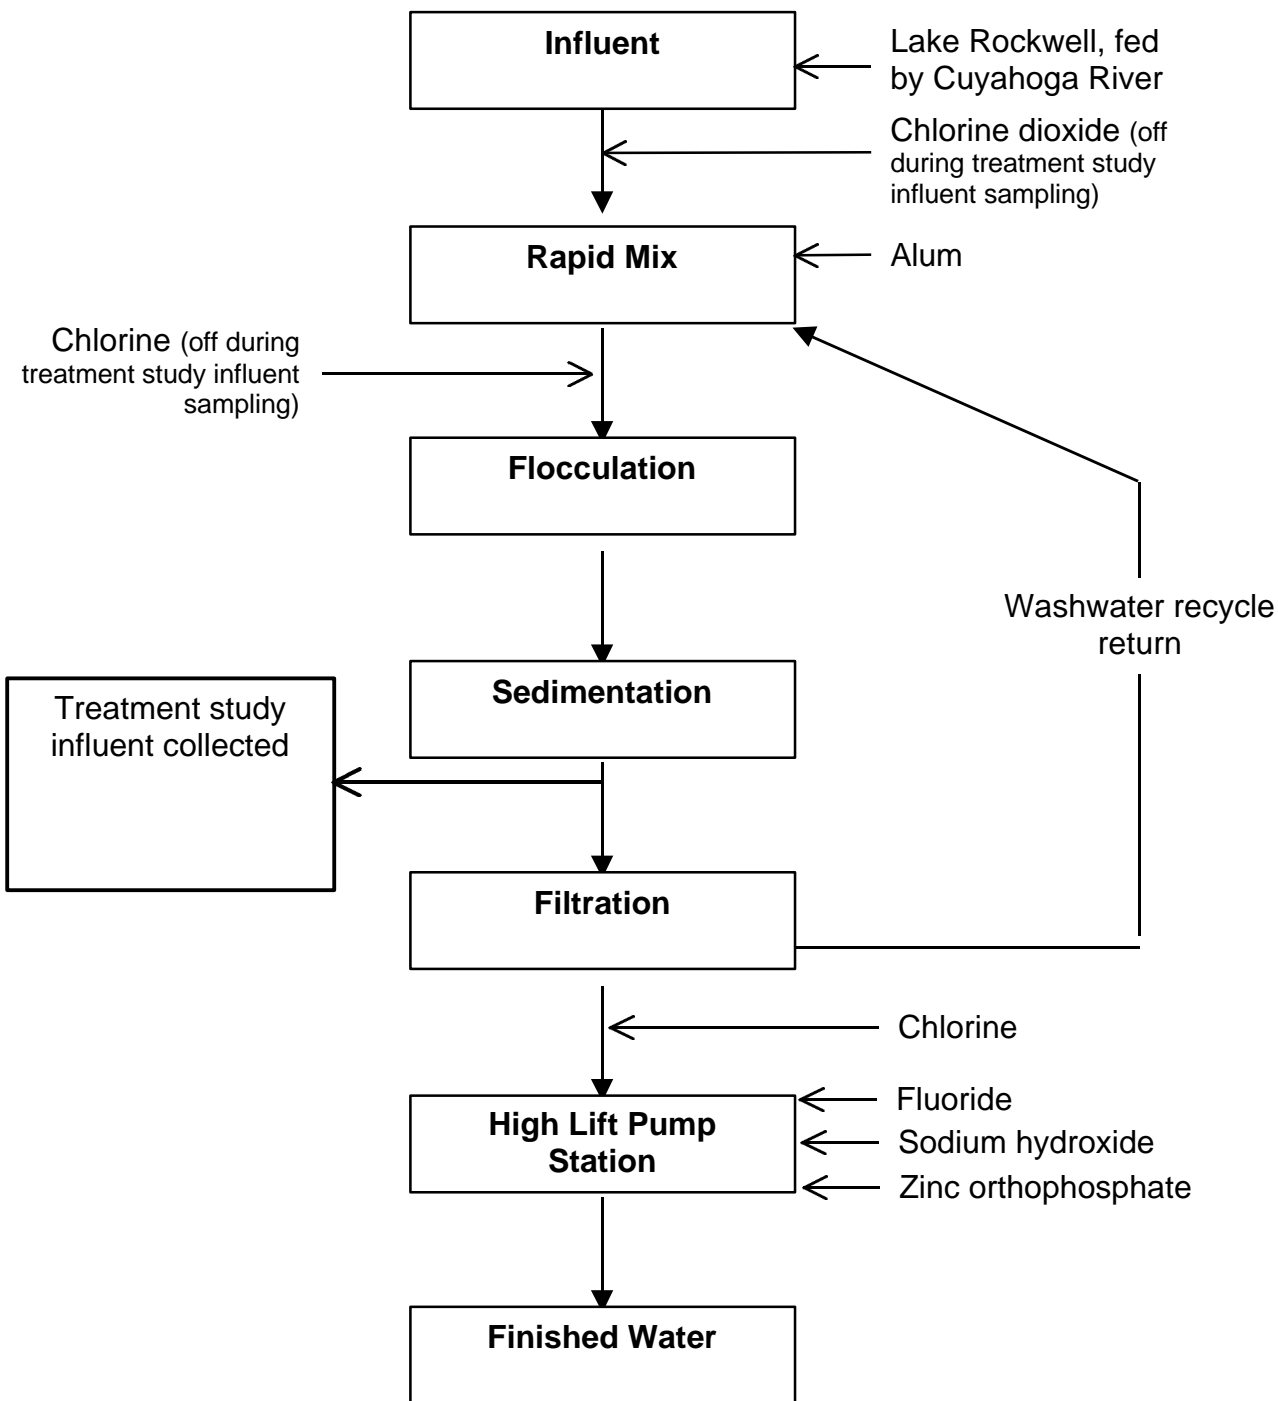 Influent
Lake Rockwell, fed
by Cuyahoga River
Chlorine dioxide (off
during treatment study
influent sampling)
Rapid Mix
Alum
Chlorine (off during
treatment study influent
sampling)
Flocculation
Washwater recycle
return
Sedimentation
Treatment study
influent collected
Filtration
Chlorine
High Lift Pump
Station
Fluoride
Sodium hydroxide
Zinc orthophosphate
Finished Water